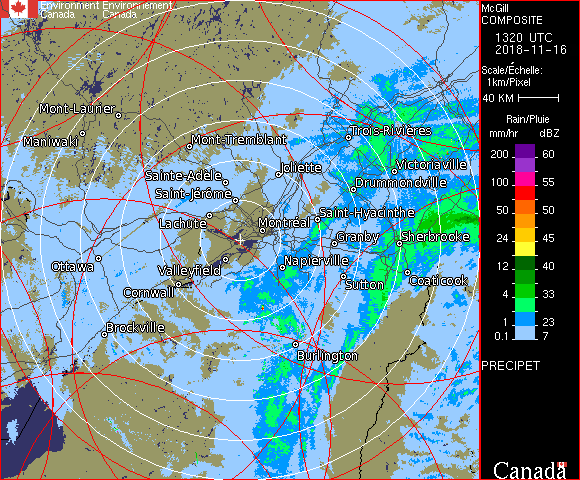 Environment Environnement
Canada Canada
McGill
COMPOSITE
1320 UTC
2018-11-16
Scale/Échelle:
1km/Pixel
40 KM
Rain/Pluie
mm/hr dBZ
200 60
100 55
50 50
24 45
12 40
4 33
1 23
0.1 7
PRECIPET
Canada
Mont-Laurier
Maniwaki
Mont-Tremblant
Trois-Rivières
Joliette
Victoriaville
Sainte-Adèle
Drummondville
Saint-Jérôme
Saint-Hyacinthe
Lachute
Montréal
Granby
Sherbrooke
Ottawa
Valleyfield
Napierville
Coaticook
Sutton
Cornwall
Brockville
Burlington